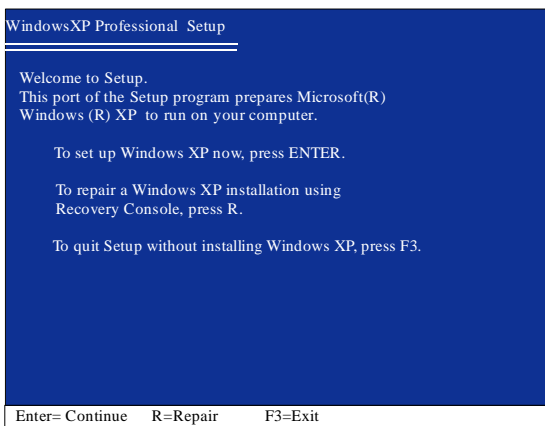 WindowsXP Professional Setup
Welcome to Setup.
This port of the Setup program prepares Microsoft(R)
Windows (R) XP to run on your computer.
To set up Windows XP now, press ENTER.
To repair a Windows XP installation using
Recovery Console, press R.
To quit Setup without installing Windows XP, press F3.
Enter= Continue R=Repair F3=Exit